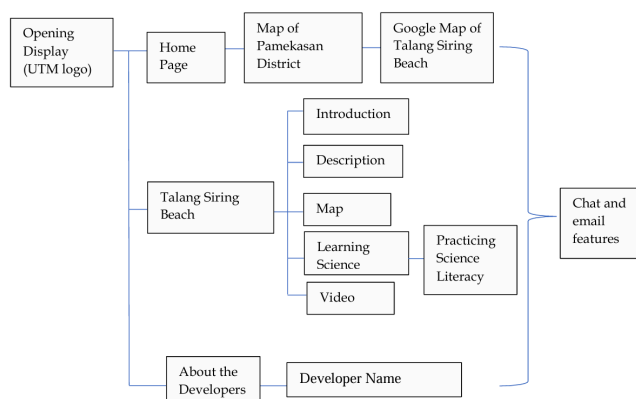 Opening
Display
(UTM logo)
Home
Page
Map of
Pamekasan
District
Google Map of
Talang Siring
Beach
Introduction
Description
Talang Siring
Beach
Map
Learning
Science
Practicing
Science
Literacy
Video
Chat and
email
features
About the
Developers
Developer Name